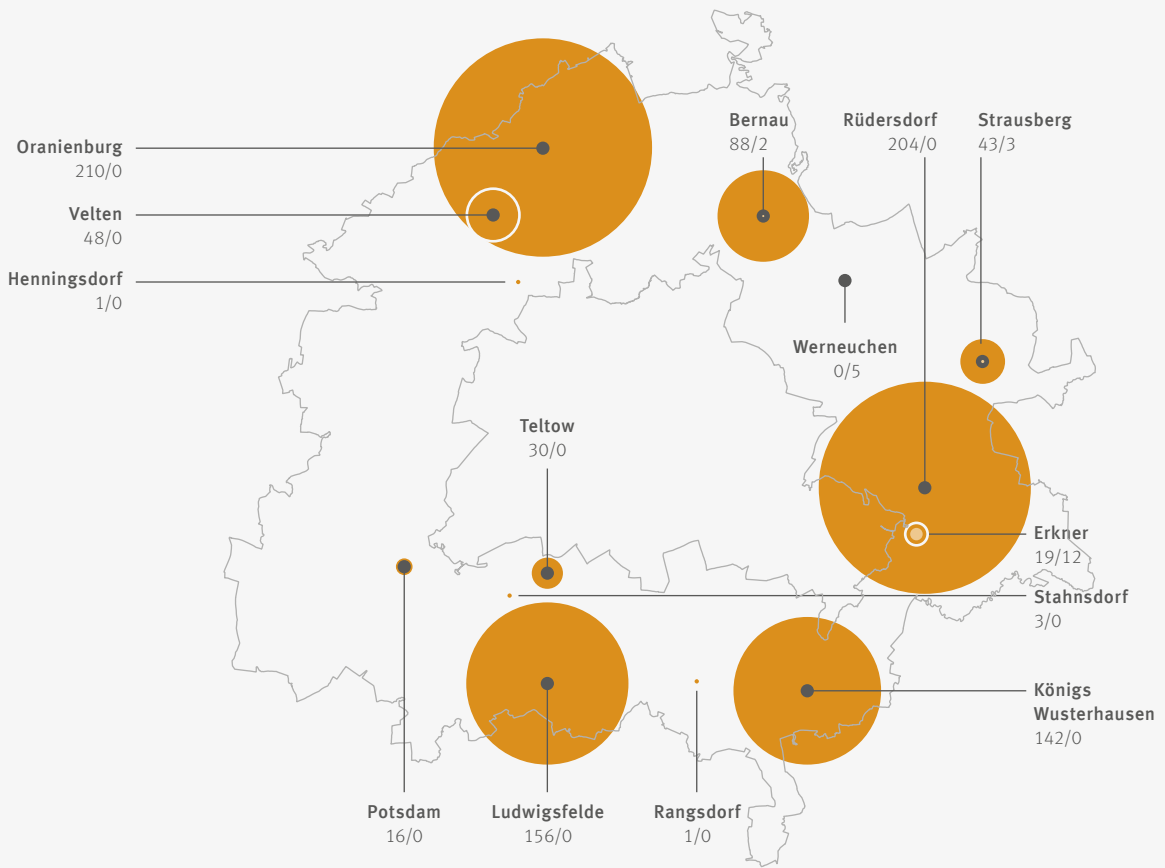 Oranienburg
210/0
Velten
48/0
Henningsdorf
1/0
Bernau
88/2
Rüdersdorf
204/0
Strausberg
43/3
Werneuchen
0/5
Teltow
30/0
Erkner
19/12
Stahnsdorf
3/0
Königs
Wusterhausen
142/0
Potsdam
16/0
Ludwigsfelde
156/0
Rangsdorf
1/0